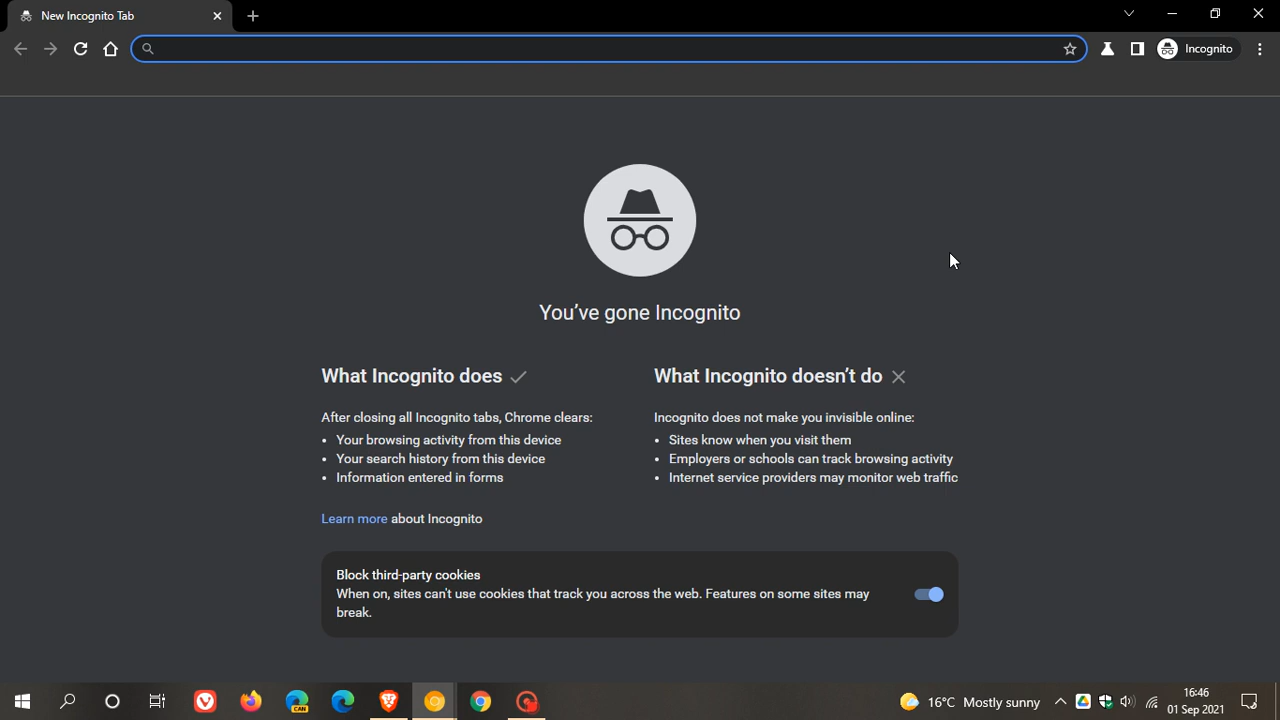 New Incognito Tab
Incognito
You've gone Incognito
What Incognito does
After closing all Incognito tabs, Chrome clears:
• Your browsing activity from this device
• Your search history from this device
• Information entered in forms
What Incognito doesn't do
Incognito does not make you invisible online:
• Sites know when you visit them
• Employers or schools can track browsing activity
• Internet service providers may monitor web traffic
Learn more about Incognito
Block third-party cookies
When on, sites can't use cookies that track you across the web. Features on some sites may
break.
CAN
16°C Mostly sunny
16:46
01 Sep 2021